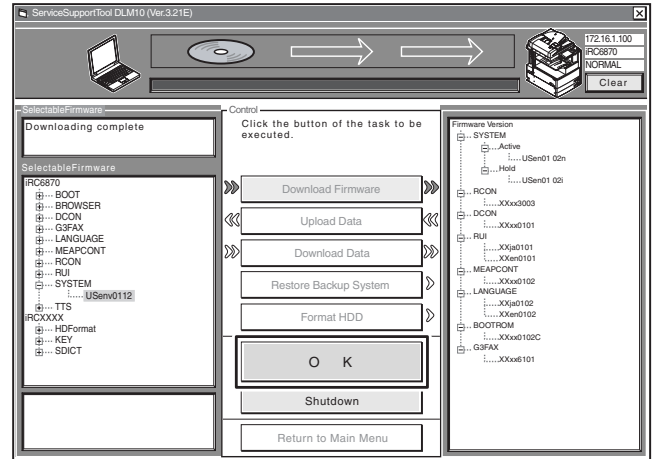 ServiceSupportTool DLM10 (Ver.3.21E)
172.16.1.100
iRC6870
NORMAL
Clear
SelectableFirmware
Downloading complete
SelectableFirmware
iRC6870
BOOT
BROWSER
DCON
G3FAX
LANGUAGE
MEAPCONT
RCON
RUI
SYSTEM
USenv0112
TTS
iRCXXXX
HDFormat
KEY
SDICT
Control
Click the button of the task to be
executed.
Download Firmware
Upload Data
Download Data
Restore Backup System
Format HDD
O K
Shutdown
Return to Main Menu
Firmware Version
SYSTEM
Active
USen01 02n
Hold
USen01 02i
RCON
XXxx3003
DCON
XXxx0101
RUI
XXja0101
XXen0101
MEAPCONT
XXxx0102
LANGUAGE
XXja0102
XXen0102
BOOTROM
XXxx0102C
G3FAX
XXxx6101